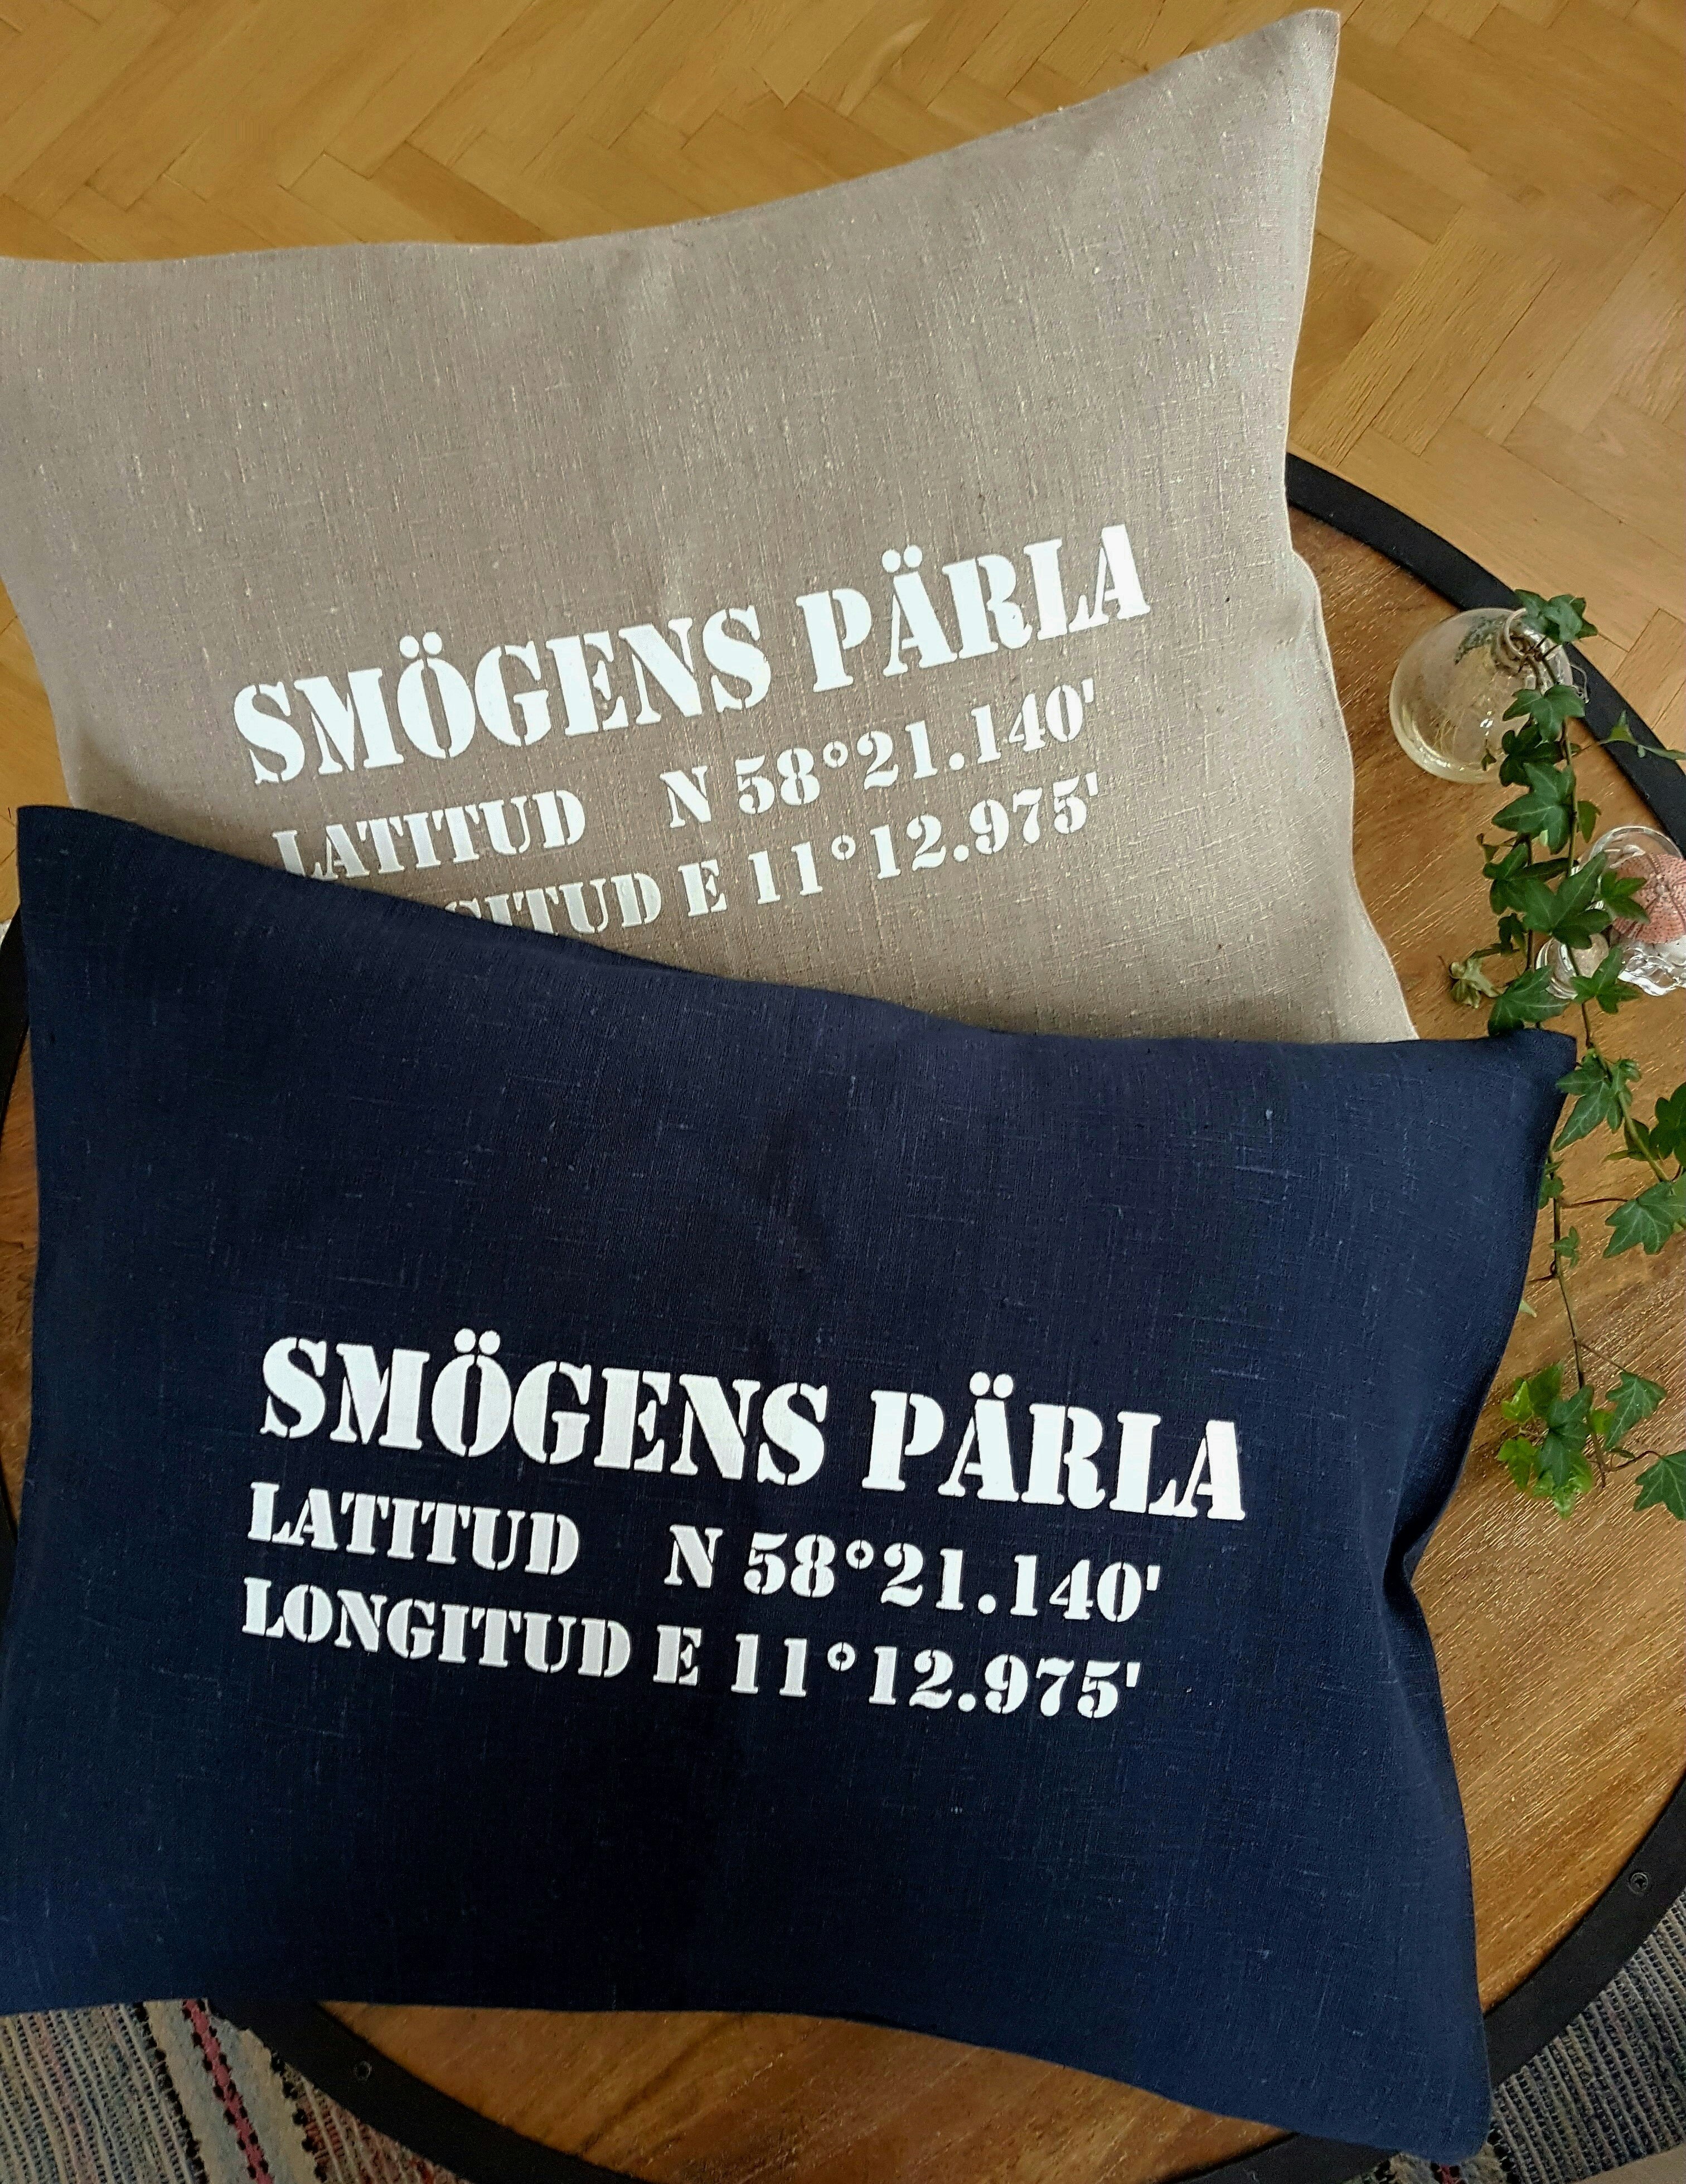 SMÖGENS PÄRLA
LATITUD N 58°21.140'
GITUD E 11°12.975'
SMÖGENS PÄRLA
LATITUD N 58°21.140'
LONGITUD E 11°12.975'